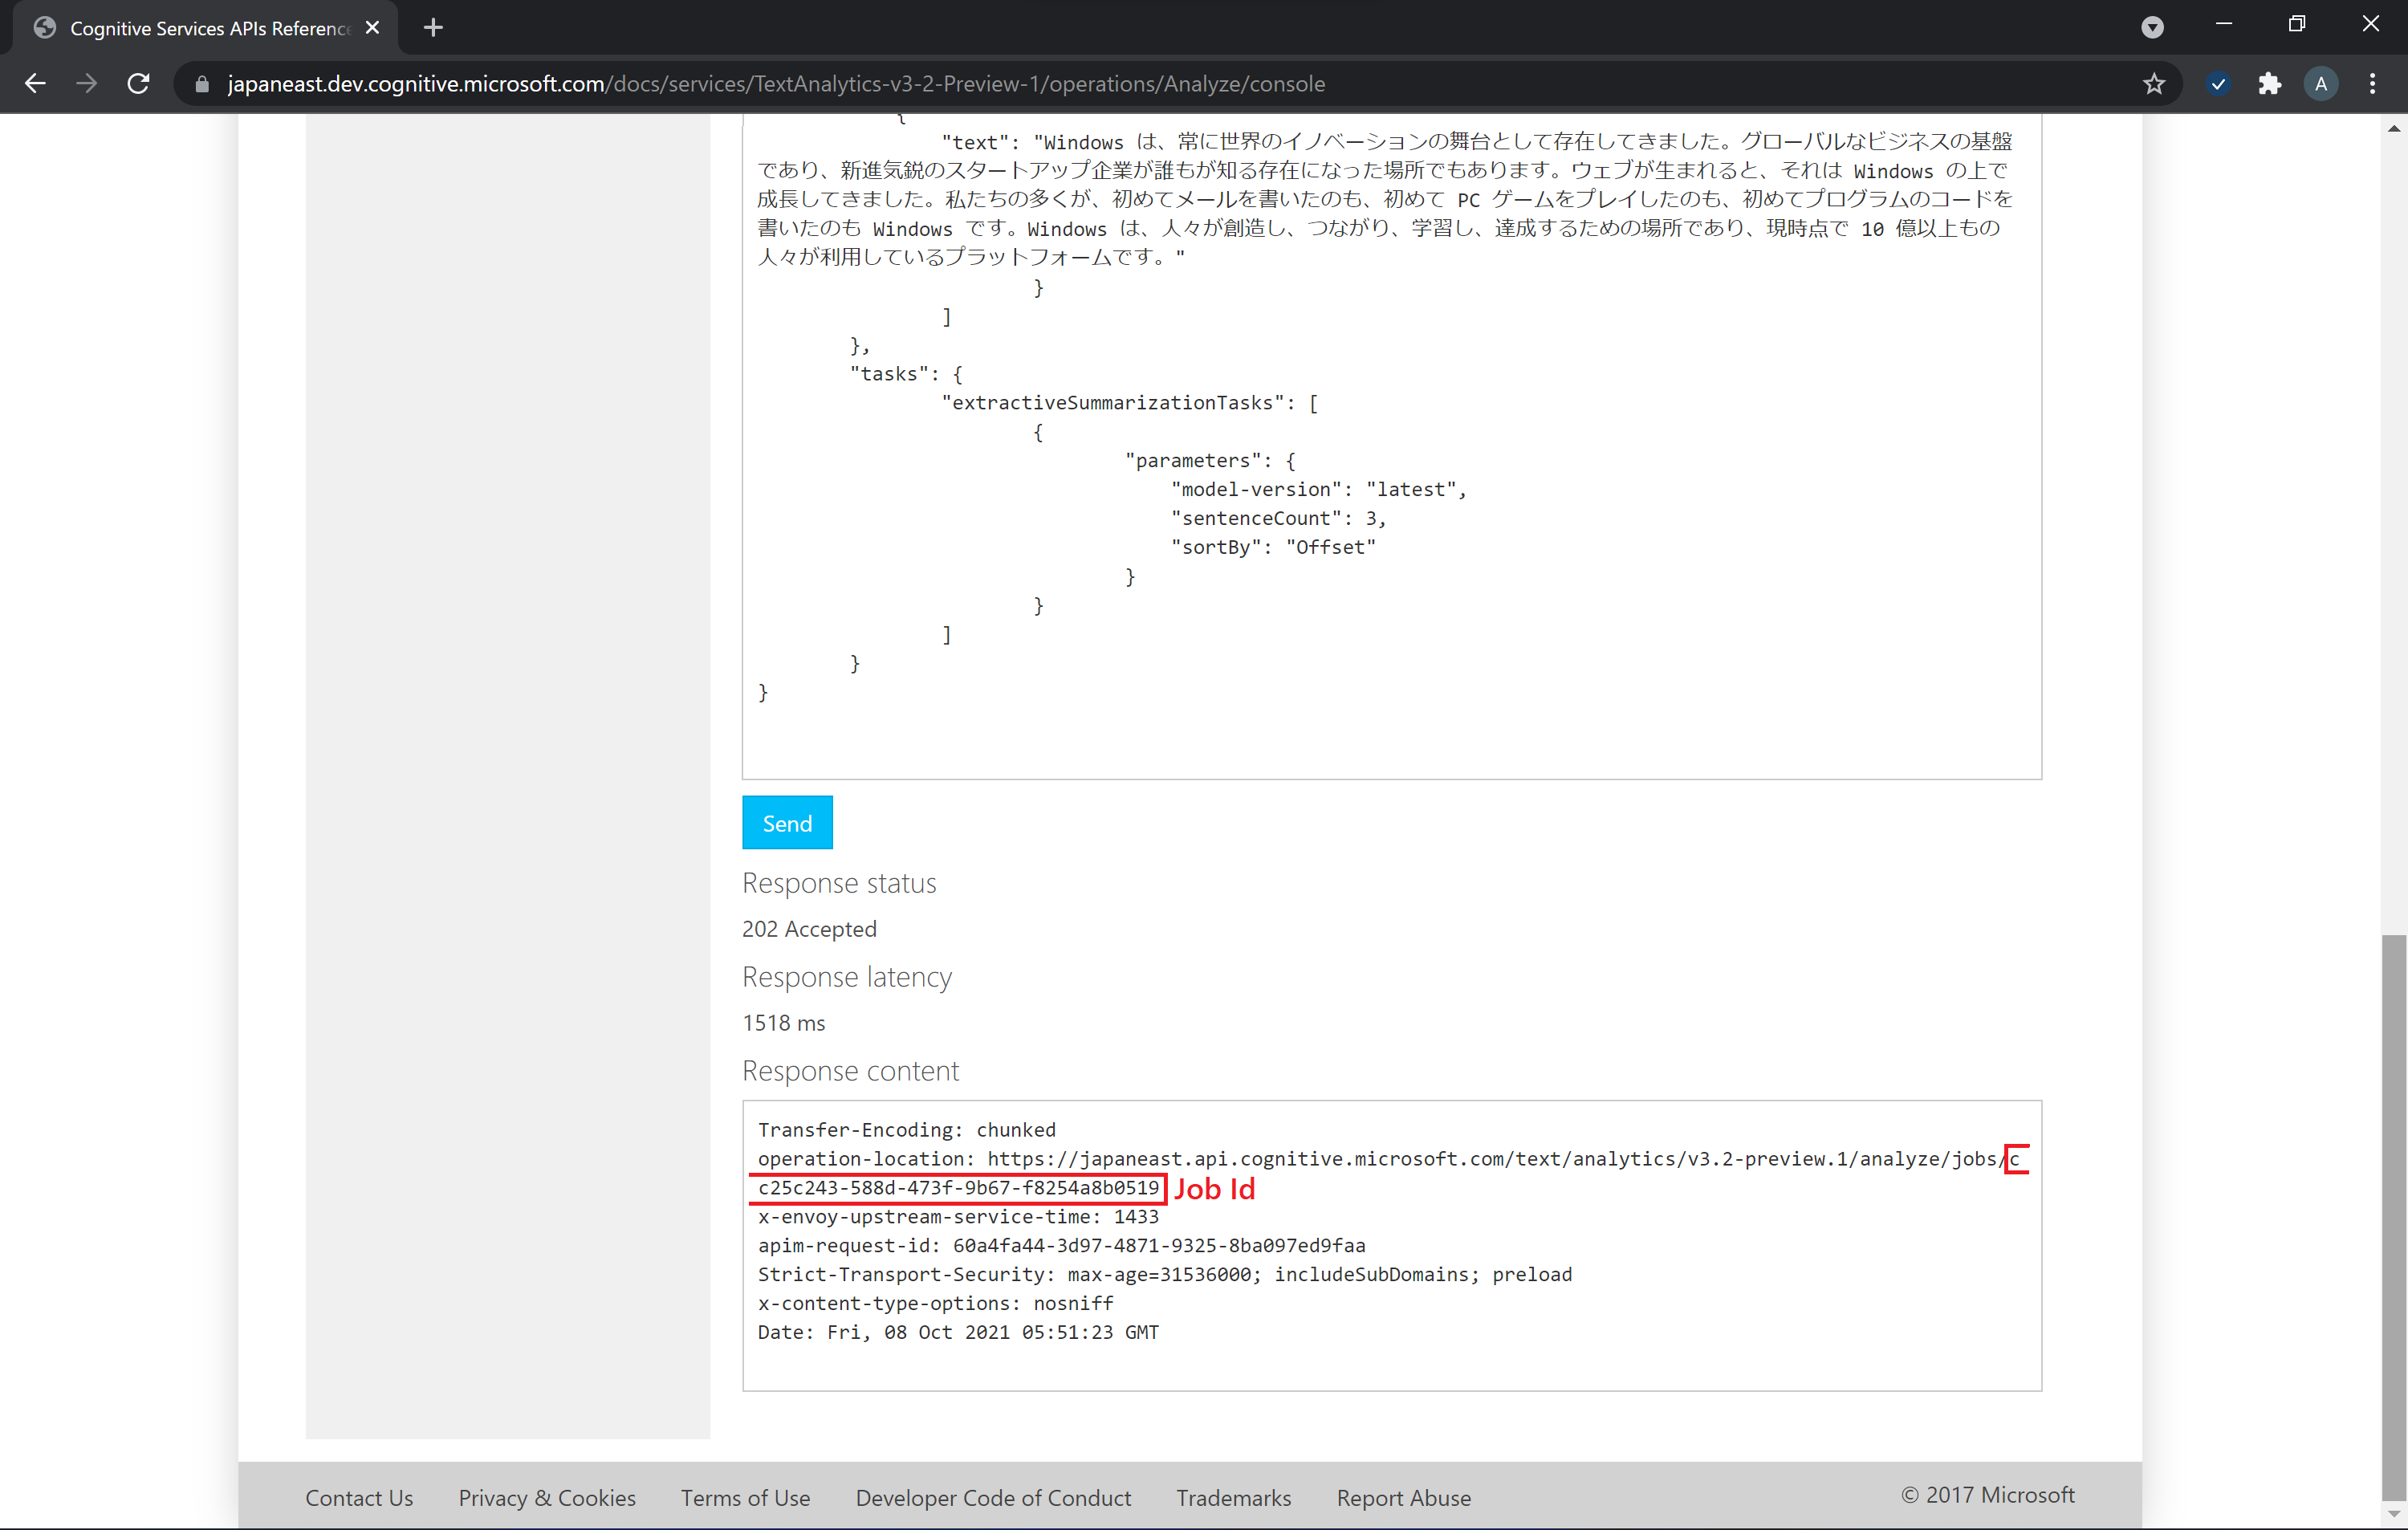 Cognitive Services APIs Reference
A
japaneast.dev.cognitive.microsoft.com/docs/services/TextAnalytics-v3-2-Preview-1/operations/Analyze/console
{
"text": "Windows は、常に世界のイノベーションの舞台として存在してきました。グローバルなビジネスの基盤
であり、新進気鋭のスタートアップ企業が誰もが知る存在になった場所でもあります。ウェブが生まれると、それは Windows の上で
成長してきました。私たちの多くが、初めてメールを書いたのも、初めて PC ゲームをプレイしたのも、初めてプログラムのコードを
書いたのも Windows です。Windows は、人々が創造し、つながり、学習し、達成するための場所であり、現時点で 10 億以上もの
人々が利用しているプラットフォームです。"
}
]
},
"tasks": {
"extractiveSummarizationTasks": [
{
"parameters": {
"model-version": "latest",
"sentenceCount": 3,
"sortBy": "Offset"
}
}
]
}
}
Send
Response status
202 Accepted
Response latency
1518 ms
Response content
Transfer-Encoding: chunked
operation-location: https://japaneast.api.cognitive.microsoft.com/text/analytics/v3.2-preview.1/analyze/jobs/c
c25c243-588d-473f-9b67-f8254a8b0519 Job Id
x-envoy-upstream-service-time: 1433
apim-request-id: 60a4fa44-3d97-4871-9325-8ba097ed9faa
Strict-Transport-Security: max-age=31536000; includeSubDomains; preload
x-content-type-options: nosniff
Date: Fri, 08 Oct 2021 05:51:23 GMT
Contact Us Privacy & Cookies Terms of Use Developer Code of Conduct Trademarks Report Abuse © 2017 Microsoft